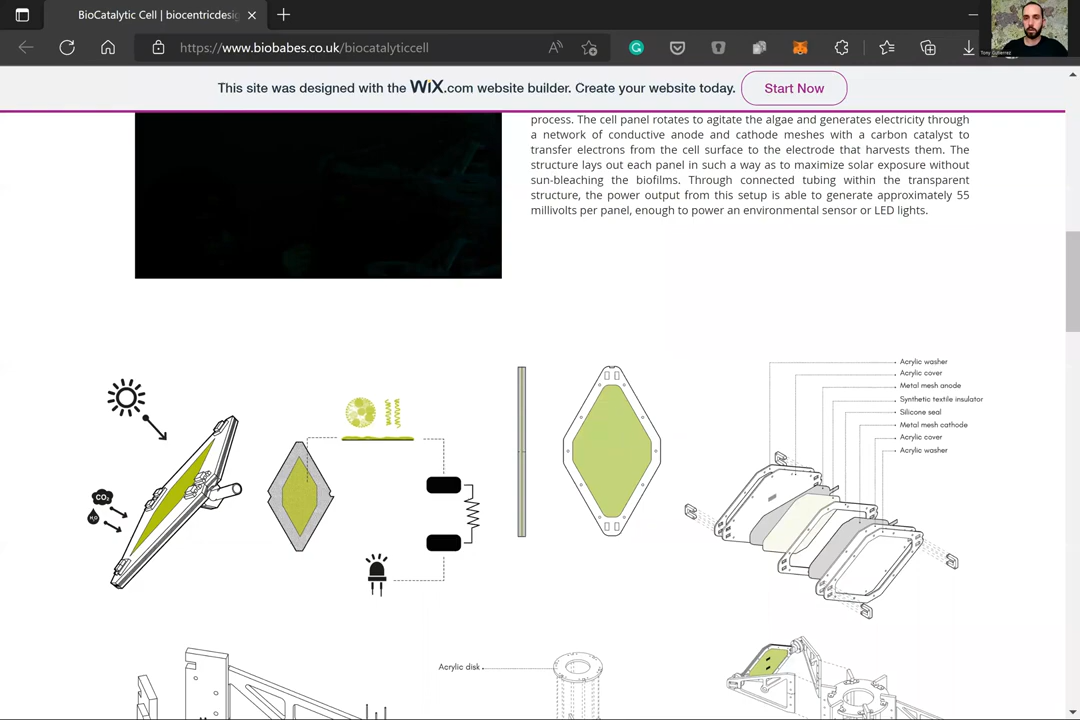 BioCatalytic Cell | biocentricdesig
https://www.biobabes.co.uk/biocatalyticcell
Tony Gutierrez
This site was designed with the WiX.com website builder. Create your website today.
Start Now
process. The cell panel rotates to agitate the algae and generates electricity through
a network of conductive anode and cathode meshes with a carbon catalyst to
transfer electrons from the cell surface to the electrode that harvests them. The
structure lays out each panel in such a way as to maximize solar exposure without
sun-bleaching the biofilms. Through connected tubing within the transparent
structure, the power output from this setup is able to generate approximately 55
millivolts per panel, enough to power an environmental sensor or LED lights.
Acrylic washer
Acrylic cover
Metal mesh anode
Synthetic textile insulator
Silicone seal
Metal mesh cathode
Acrylic cover
Acrylic washer
CO2
H2O
Acrylic disk